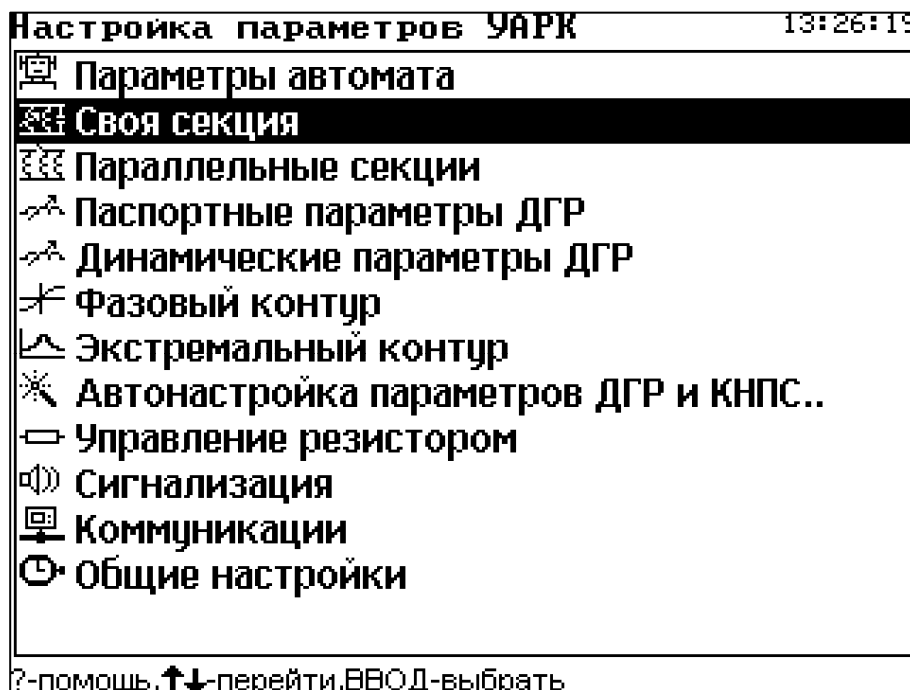 Настройка параметров УАРК 13:26:19
Параметры автомата
Своя секция
Параллельные секции
Паспортные параметры ДГР
Динамические параметры ДГР
Фазовый контур
Экстремальный контур
Автонастройка параметров ДГР и КНПС..
Управление резистором
Сигнализация
Коммуникации
Общие настройки
?-помощь,↑↓-перейти,ВВОД-выбрать